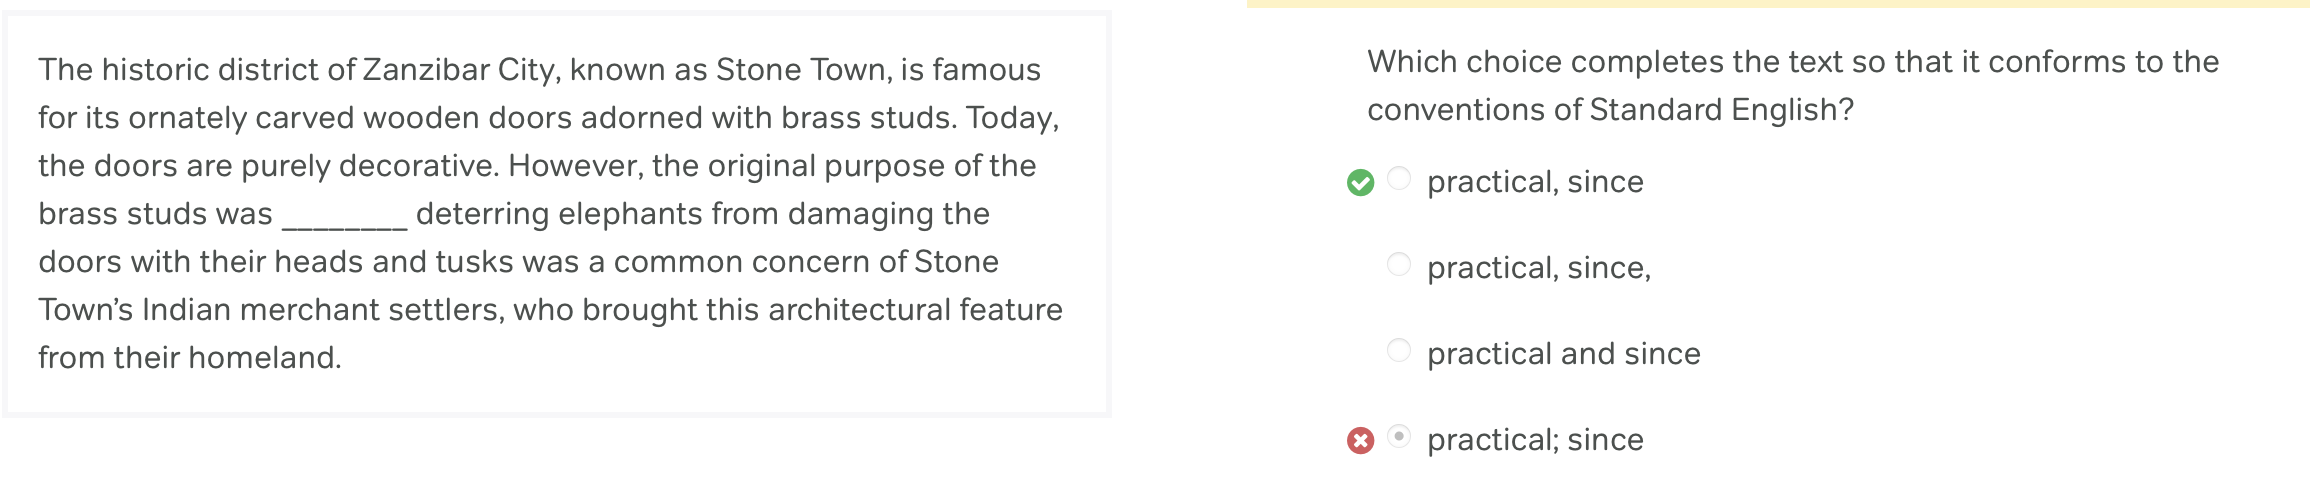 The historic district of Zanzibar City, known as Stone Town, is famous
for its ornately carved wooden doors adorned with brass studs. Today,
the doors are purely decorative. However, the original purpose of the
brass studs was ________ deterring elephants from damaging the
doors with their heads and tusks was a common concern of Stone
Town’s Indian merchant settlers, who brought this architectural feature
from their homeland.
Which choice completes the text so that it conforms to the
conventions of Standard English?
practical, since
practical, since,
practical and since
practical; since